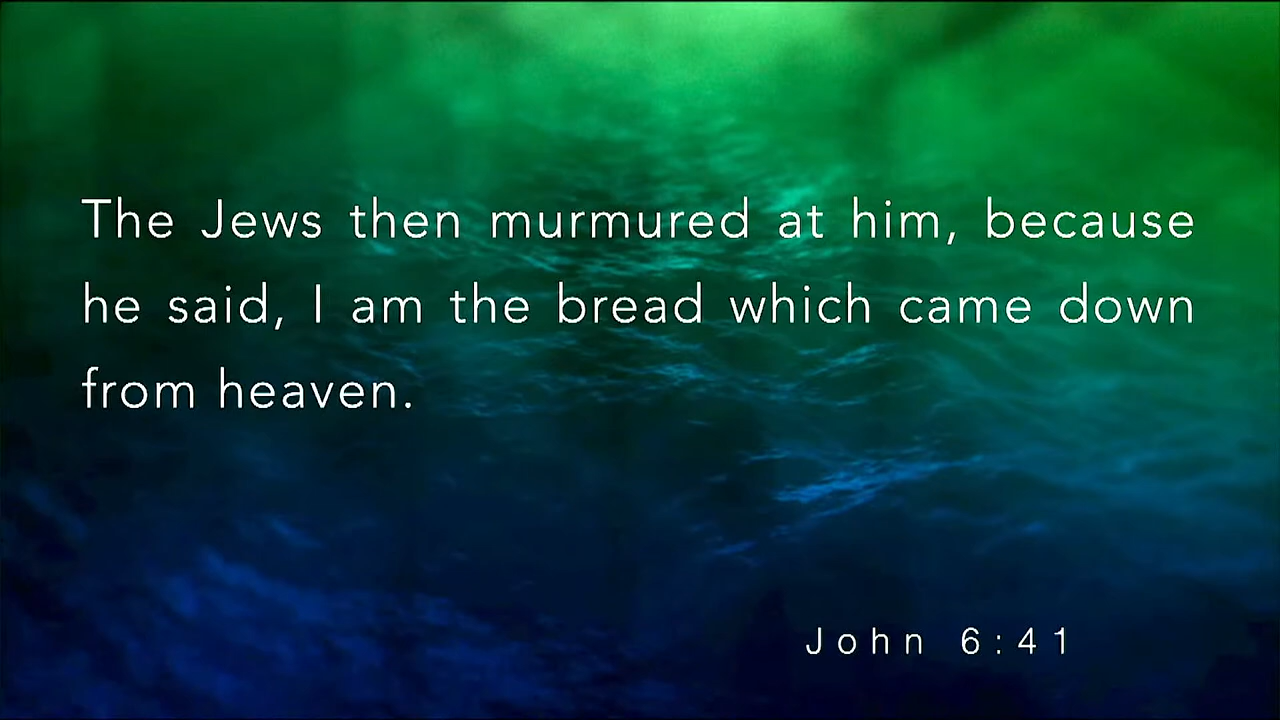 The Jews then murmured at him, because
he said, I am the bread which came down
from heaven.
John 6:41